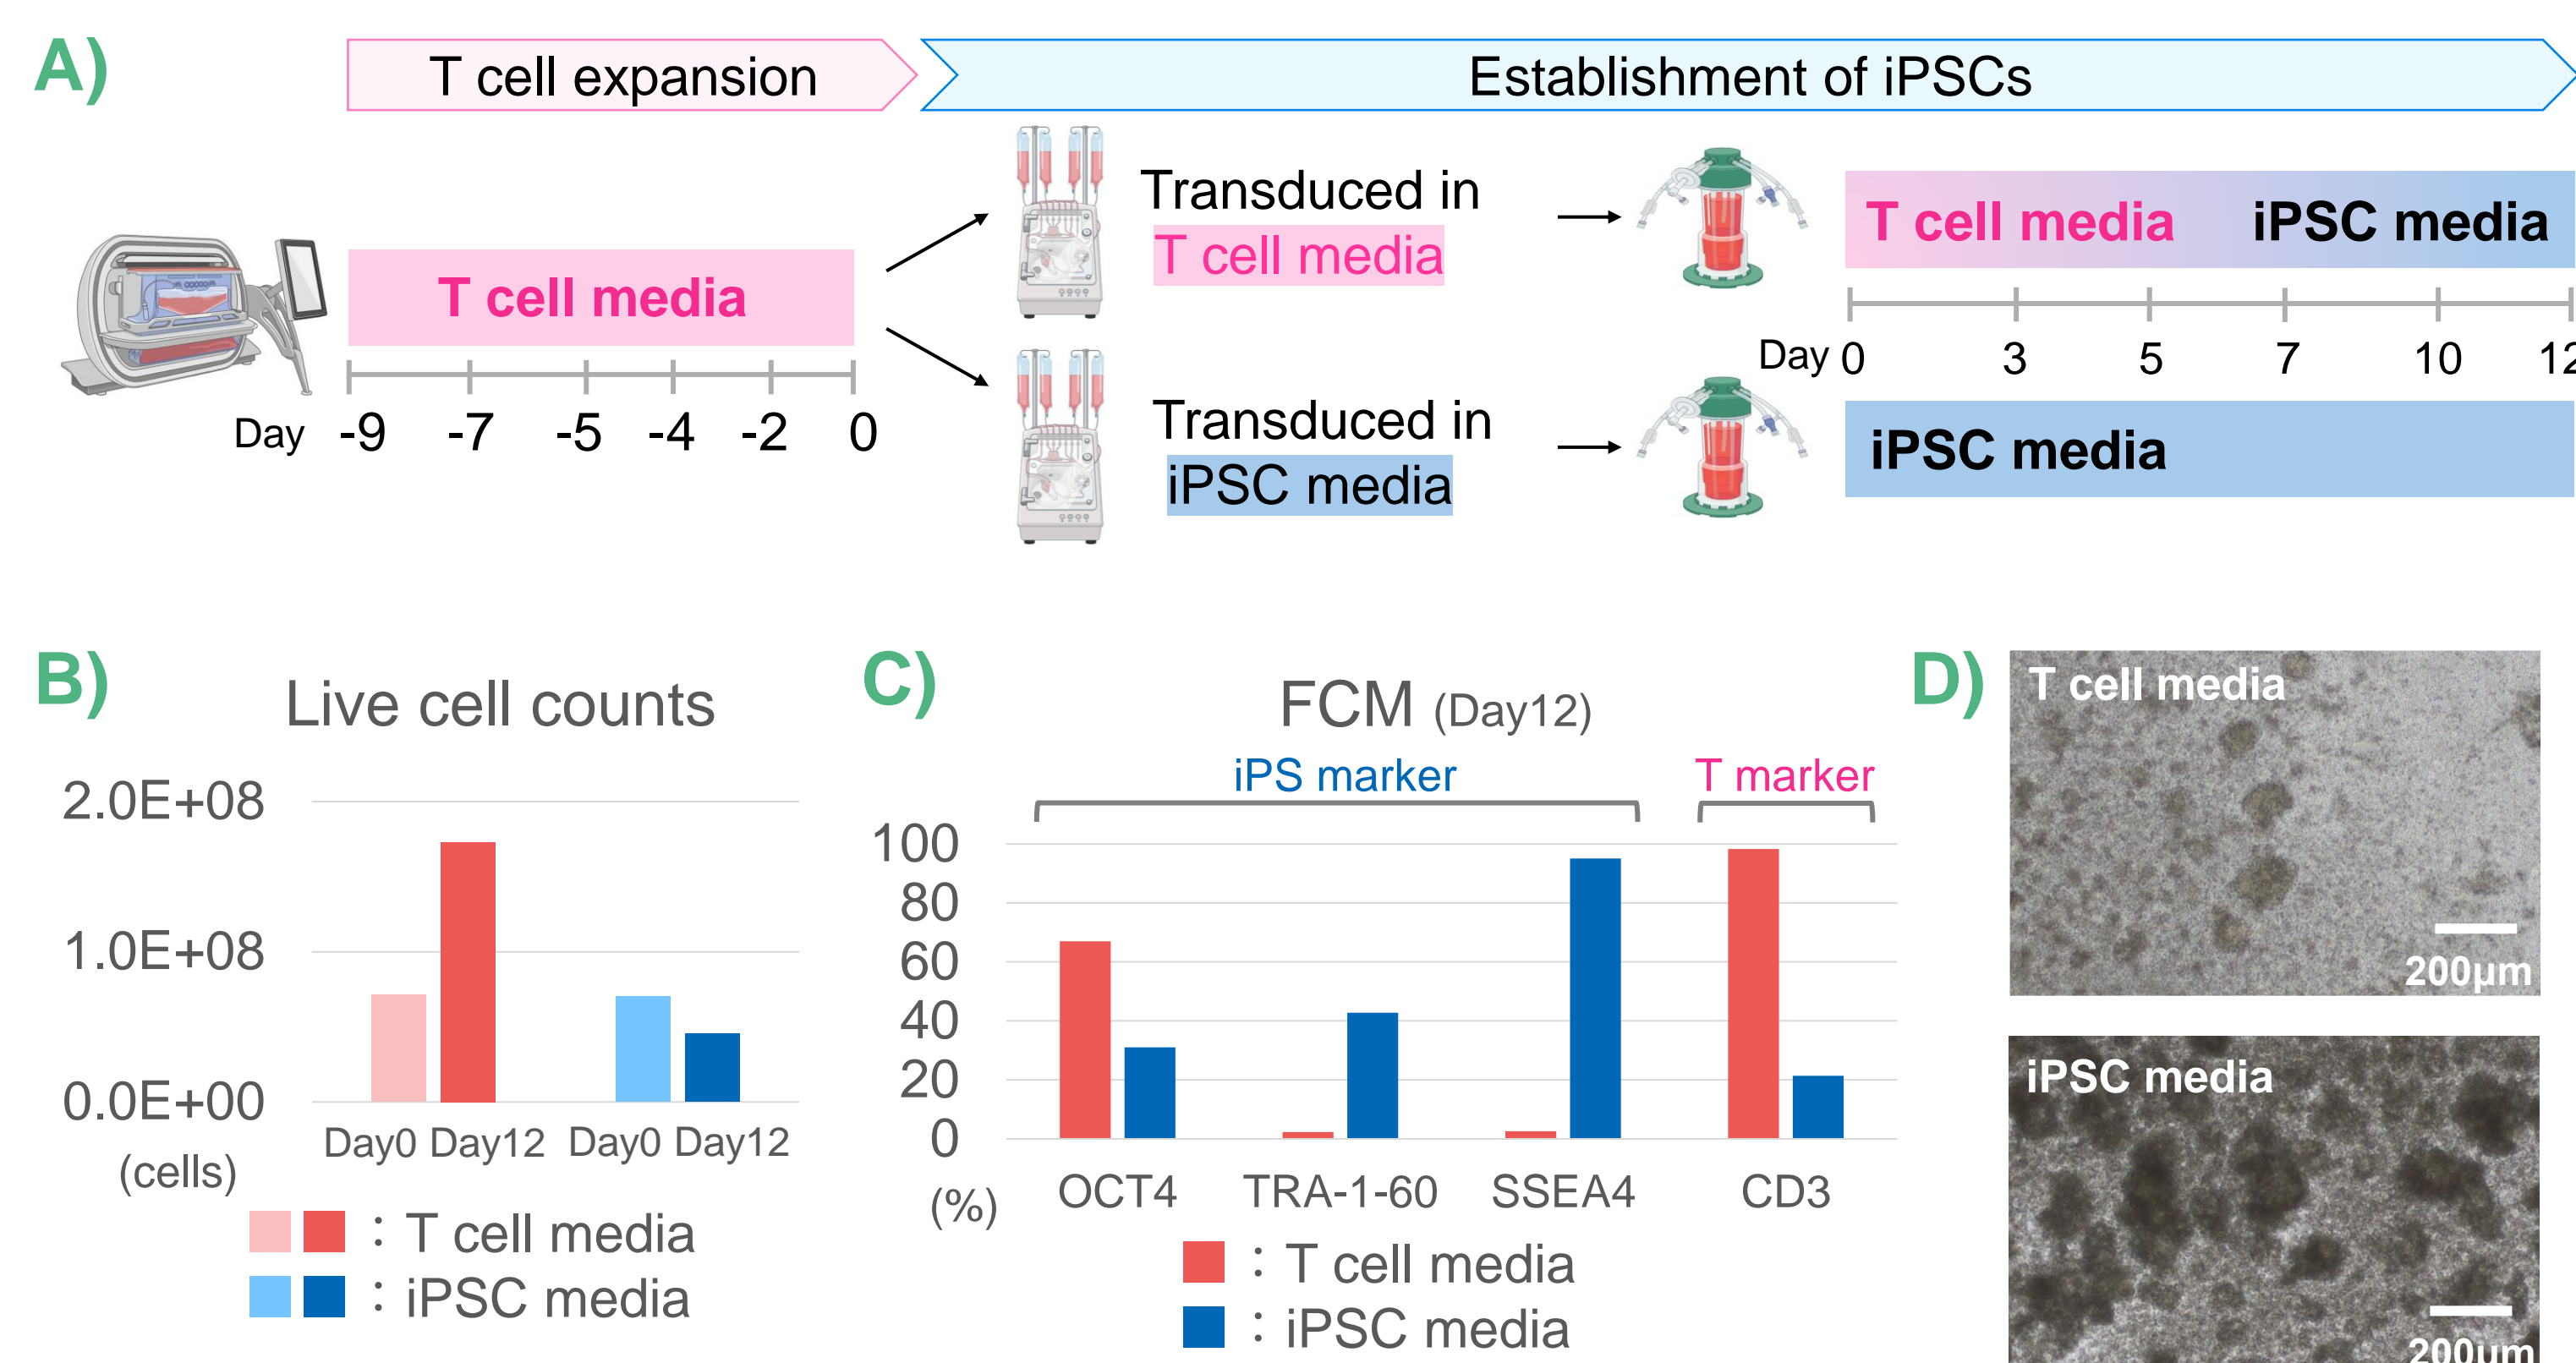 A)
T cell expansion
Establishment of iPSCs
T cell media
Day -9 -7 -5 -4 -2 0
Transduced in
T cell media
Transduced in
iPSC media
T cell media iPSC media
Day 0 3 5 7 10 12
iPSC media
B)
Live cell counts
2.0E+08
1.0E+08
0.0E+00
(cells)
Day0 Day12 Day0 Day12
: T cell media
: iPSC media
C)
FCM (Day12)
iPS marker
T marker
100
80
60
40
20
0
(%)
OCT4 TRA-1-60 SSEA4 CD3
: T cell media
: iPSC media
D)
T cell media
200μm
iPSC media
200μm